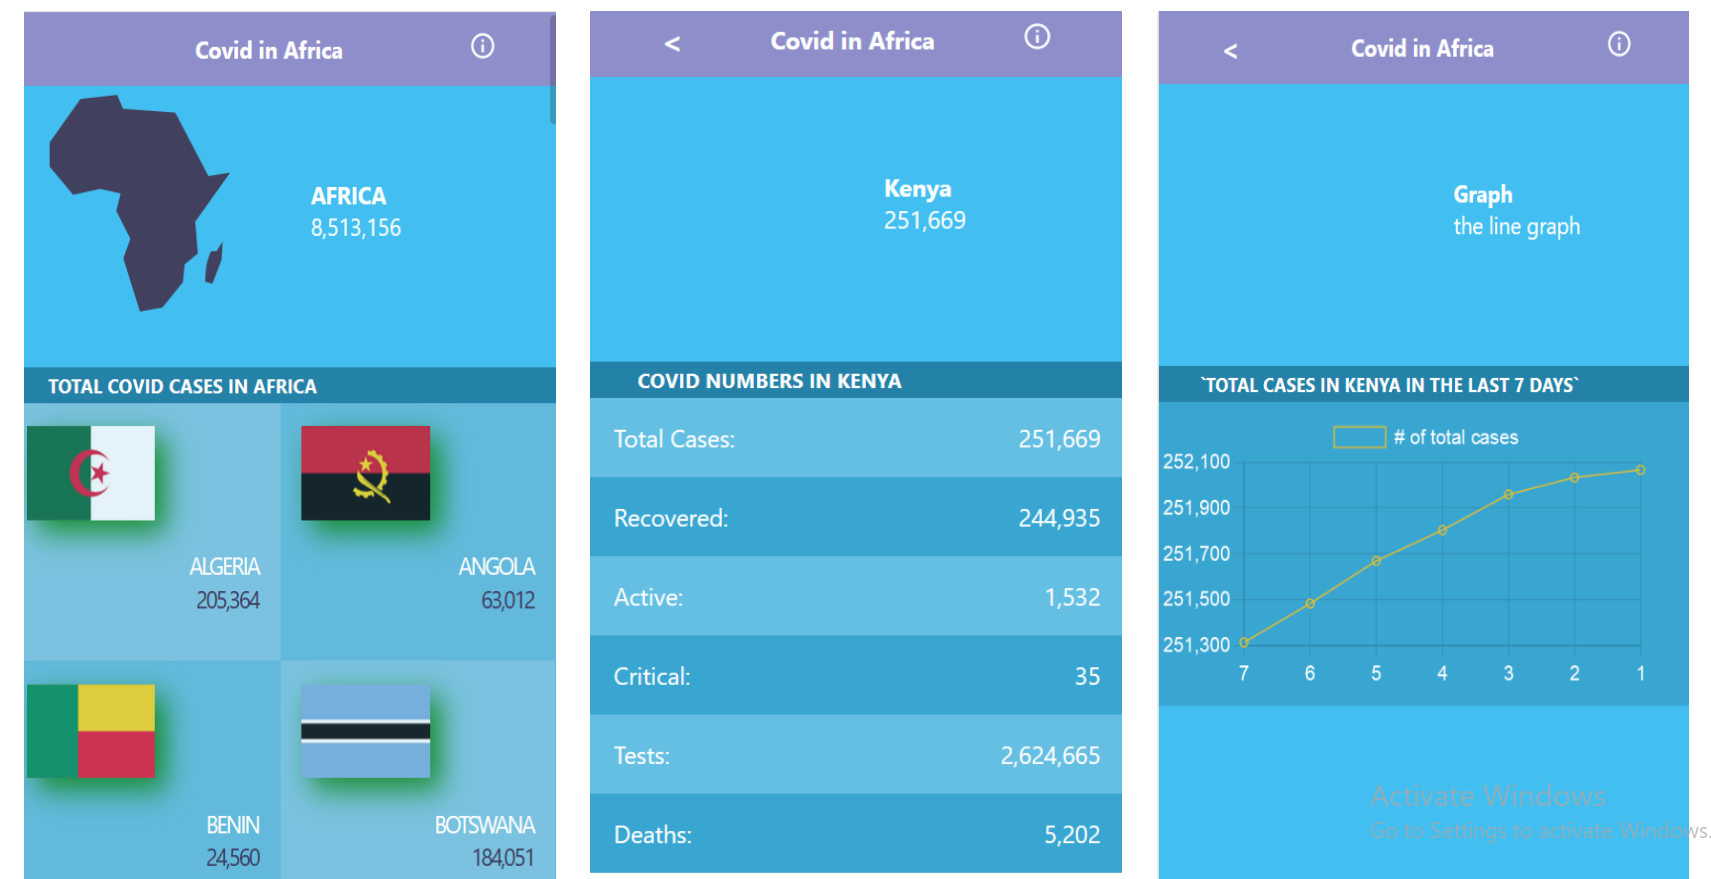 Covid in Africa
AFRICA
8,513,156
TOTAL COVID CASES IN AFRICA
ALGERIA
205,364
ANGOLA
63,012
BENIN
24,560
BOTSWANA
184,051
< Covid in Africa
Kenya
251,669
COVID NUMBERS IN KENYA
Total Cases: 251,669
Recovered: 244,935
Active: 1,532
Critical: 35
Tests: 2,624,665
Deaths: 5,202
< Covid in Africa
Graph
the line graph
`TOTAL CASES IN KENYA IN THE LAST 7 DAYS`
# of total cases
252,100
251,900
251,700
251,500
251,300
7 6 5 4 3 2 1
Activate Windows
Go to Settings to activate Windows.